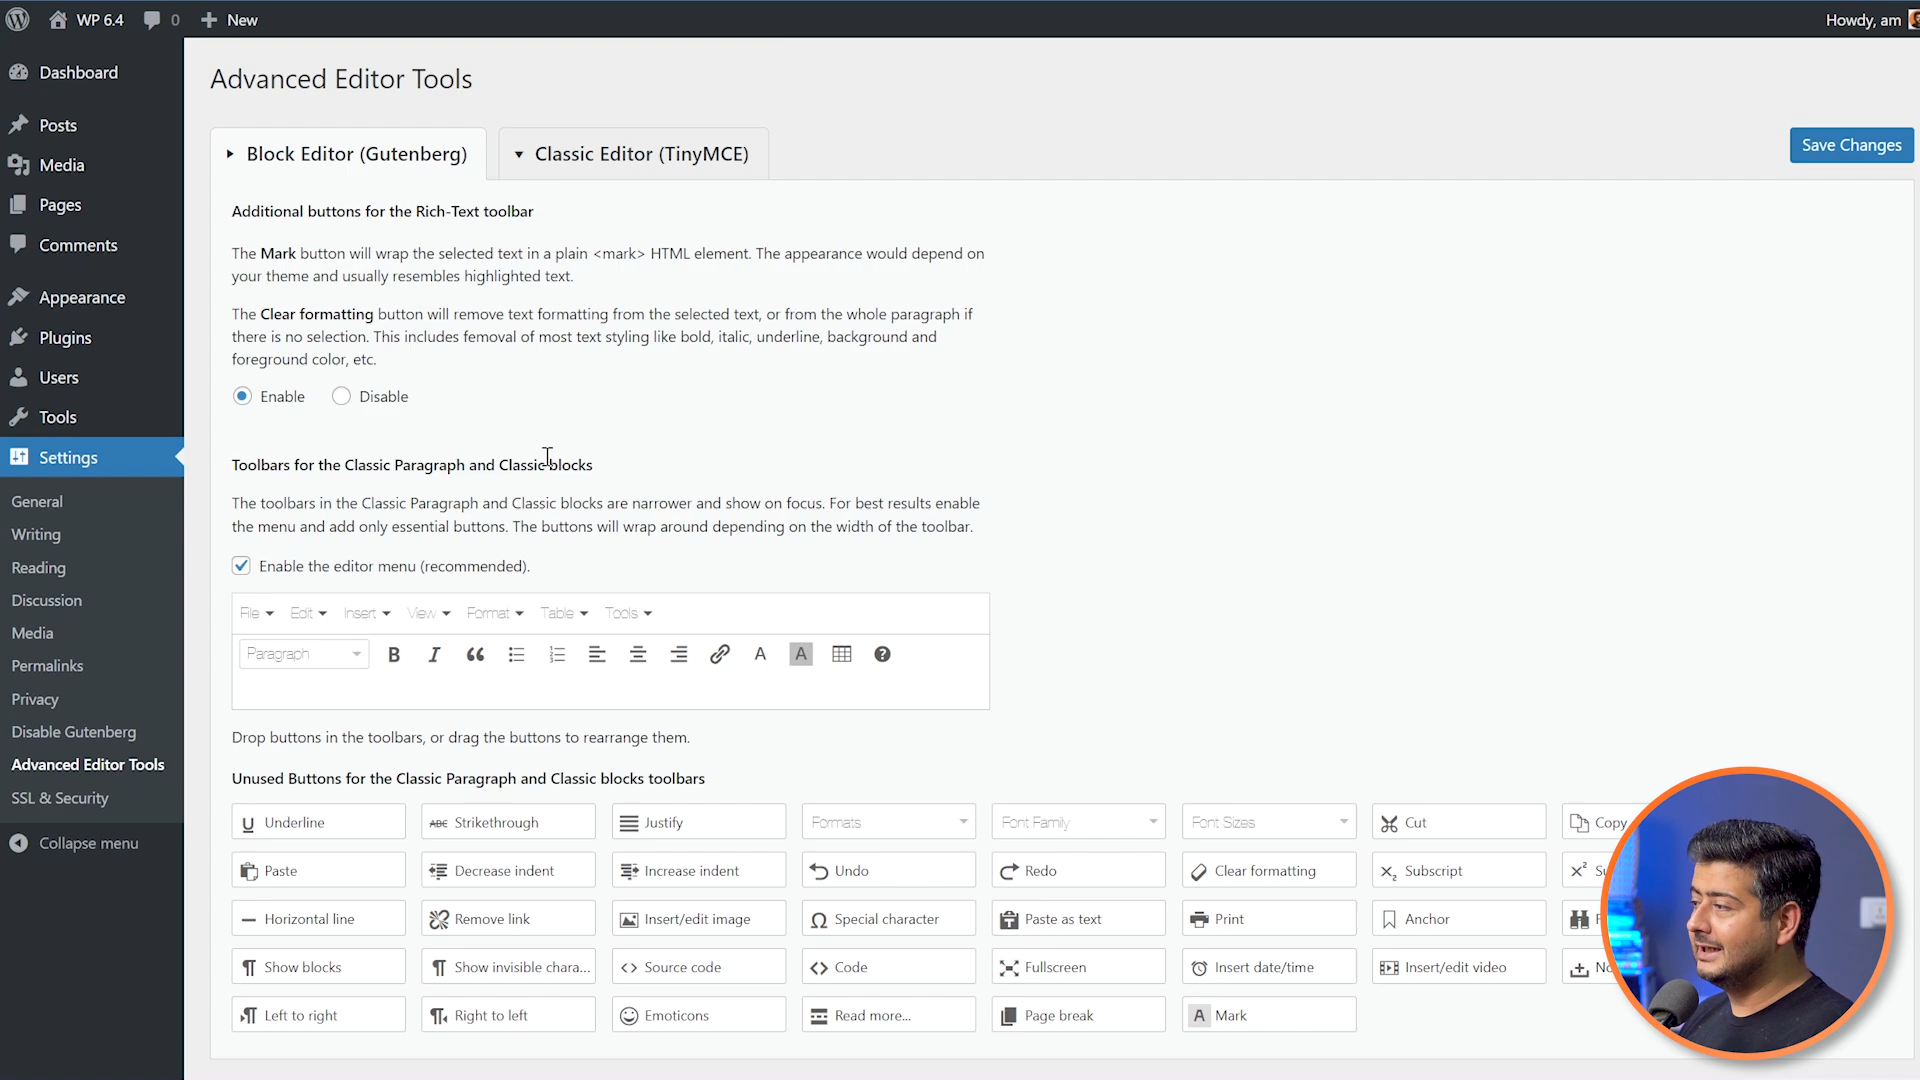 WP 6.4 0 New
Howdy, am
Dashboard
Posts
Media
Pages
Comments
Appearance
Plugins
Users
Tools
Settings
General
Writing
Reading
Discussion
Media
Permalinks
Privacy
Disable Gutenberg
Advanced Editor Tools
SSL & Security
Collapse menu
Advanced Editor Tools
Block Editor (Gutenberg) Classic Editor (TinyMCE)
Save Changes
Additional buttons for the Rich-Text toolbar
The Mark button will wrap the selected text in a plain <mark> HTML element. The appearance would depend on
your theme and usually resembles highlighted text.
The Clear formatting button will remove text formatting from the selected text, or from the whole paragraph if
there is no selection. This includes femoval of most text styling like bold, italic, underline, background and
foreground color, etc.
Enable Disable
Toolbars for the Classic Paragraph and Classic blocks
The toolbars in the Classic Paragraph and Classic blocks are narrower and show on focus. For best results enable
the menu and add only essential buttons. The buttons will wrap around depending on the width of the toolbar.
Enable the editor menu (recommended).
File Edit Insert View Format Table Tools
Paragraph B I A A
Drop buttons in the toolbars, or drag the buttons to rearrange them.
Unused Buttons for the Classic Paragraph and Classic blocks toolbars
Underline ABC Strikethrough Justify Formats Font Family Font Sizes Cut Copy
Paste Decrease indent Increase indent Undo Redo Clear formatting Subscript
Horizontal line Remove link Insert/edit image Special character Paste as text Print Anchor
Show blocks Show invisible chara... Source code Code Fullscreen Insert date/time Insert/edit video
Left to right Right to left Emoticons Read more... Page break A Mark